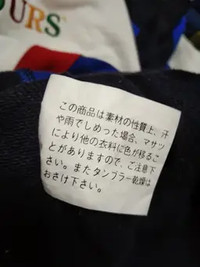 OURS
この商品は素材の性質上、汗
や雨でしめった場合、マサツ
により他の衣料に色が移るこ
とがありますので、ご注意下
さい。またタンブラー乾燥は
おさけ下さい。